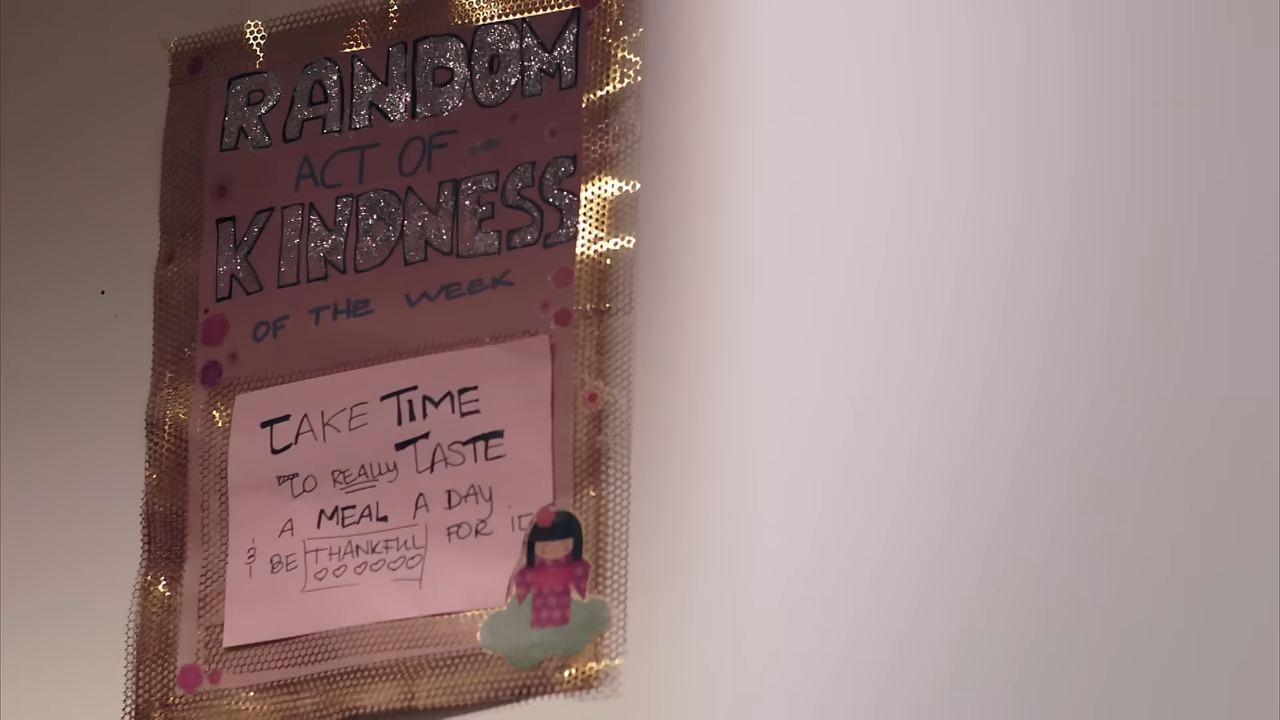 RANDOM
ACT OF
KINDNESS
OF THE WEEK
TAKE TIME
TO REALLY TASTE
A MEAL A DAY
& BE THANKFUL FOR IT